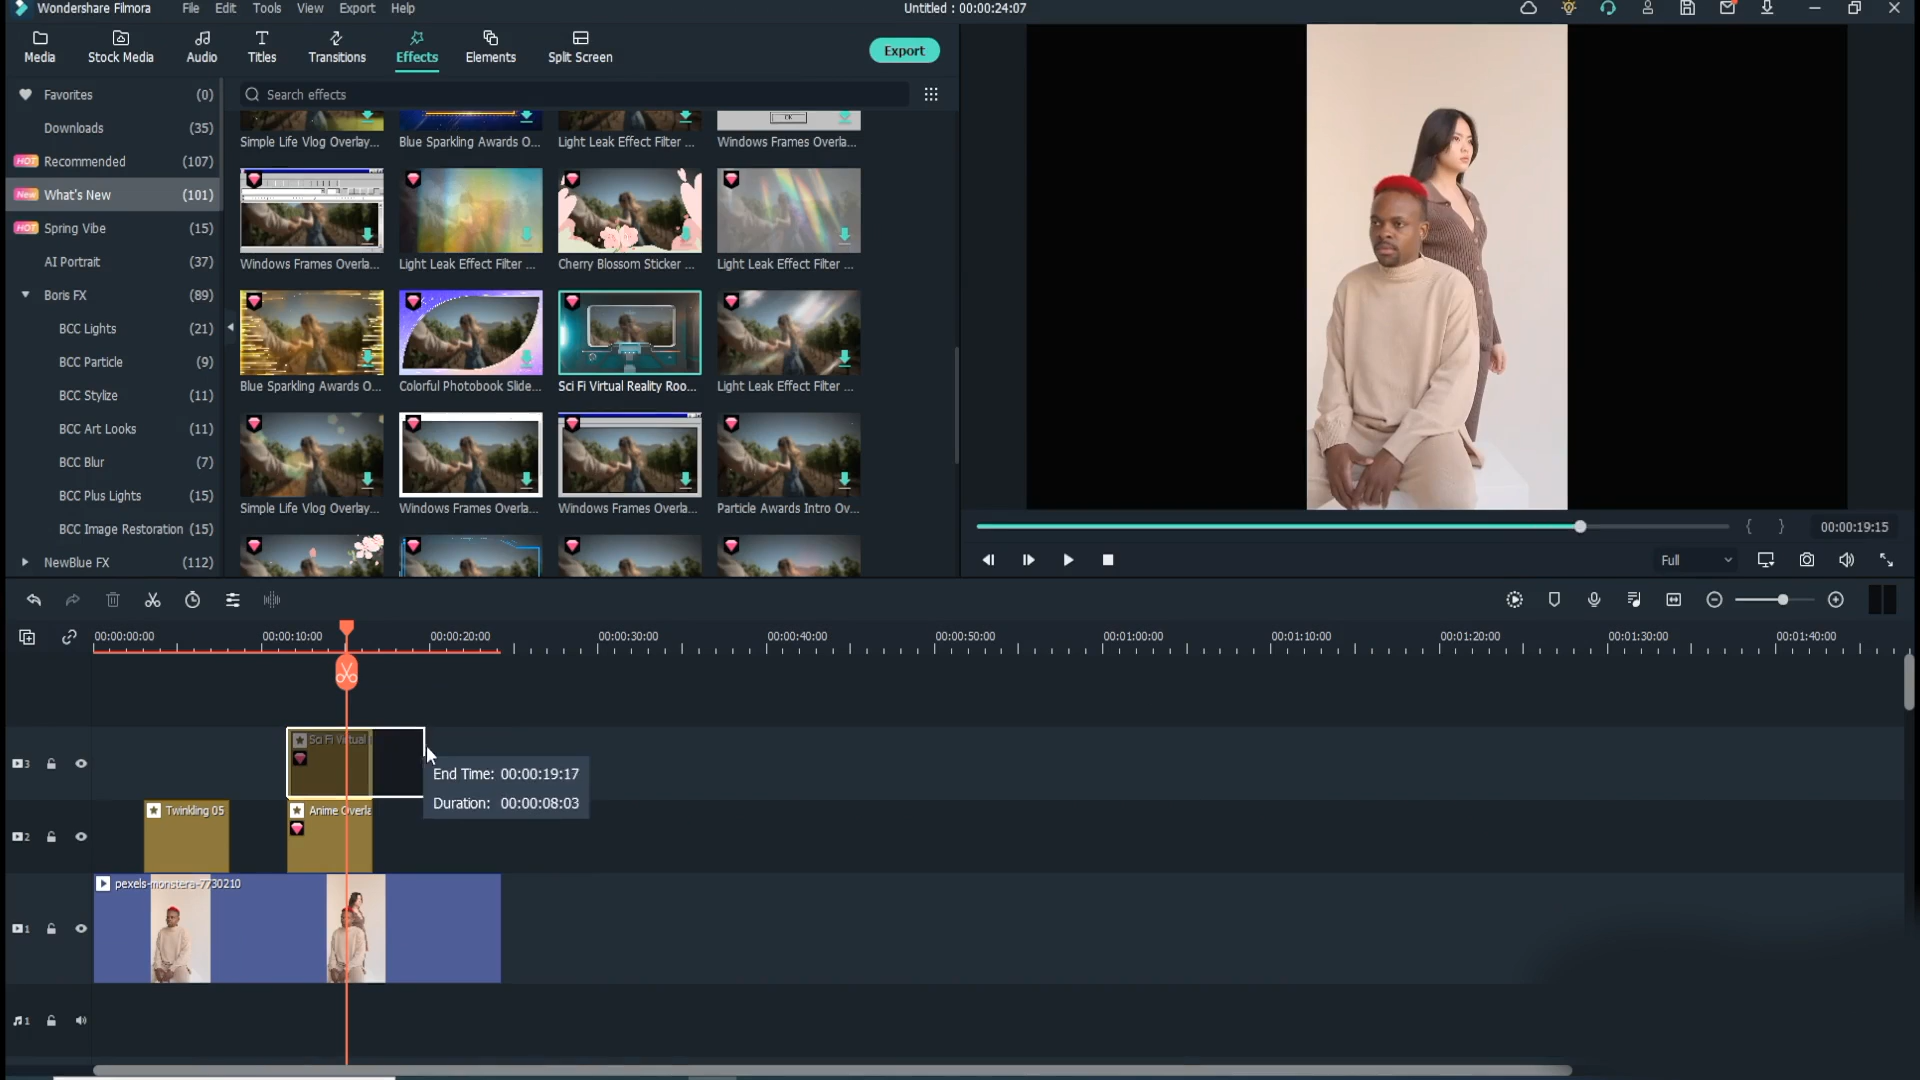 Wondershare Filmora File Edit Tools View Export Help Untitled : 00:00:24:07
Media Stock Media Audio Titles Transitions Effects Elements Split Screen Export
Search effects
Favorites (0)
Downloads (35)
HOT Recommended (107)
New What's New (101)
HOT Spring Vibe (15)
AI Portrait (37)
Boris FX (89)
BCC Lights (21)
BCC Particle (9)
BCC Stylize (11)
BCC Art Looks (11)
BCC Blur (7)
BCC Plus Lights (15)
BCC Image Restoration (15)
NewBlue FX (112)
OK
Simple Life Vlog Overlay... Blue Sparkling Awards O... Light Leak Effect Filter ... Windows Frames Overla...
Windows Frames Overla... Light Leak Effect Filter ... Cherry Blossom Sticker ... Light Leak Effect Filter ...
Blue Sparkling Awards O... Colorful Photobook Slide... Sci Fi Virtual Reality Roo... Light Leak Effect Filter ...
Simple Life Vlog Overlay... Windows Frames Overla... Windows Frames Overla... Particle Awards Intro Ov...
{ } 00:00:19:15
Full
00:00:00:00 00:00:10:00 00:00:20:00 00:00:30:00 00:00:40:00 00:00:50:00 00:01:00:00 00:01:10:00 00:01:20:00 00:01:30:00 00:01:40:00
3
Sci Fi Virtual
End Time: 00:00:19:17
Duration: 00:00:08:03
2
Twinkling 05 Anime Overla
1
pexels-monstera-7730210
1